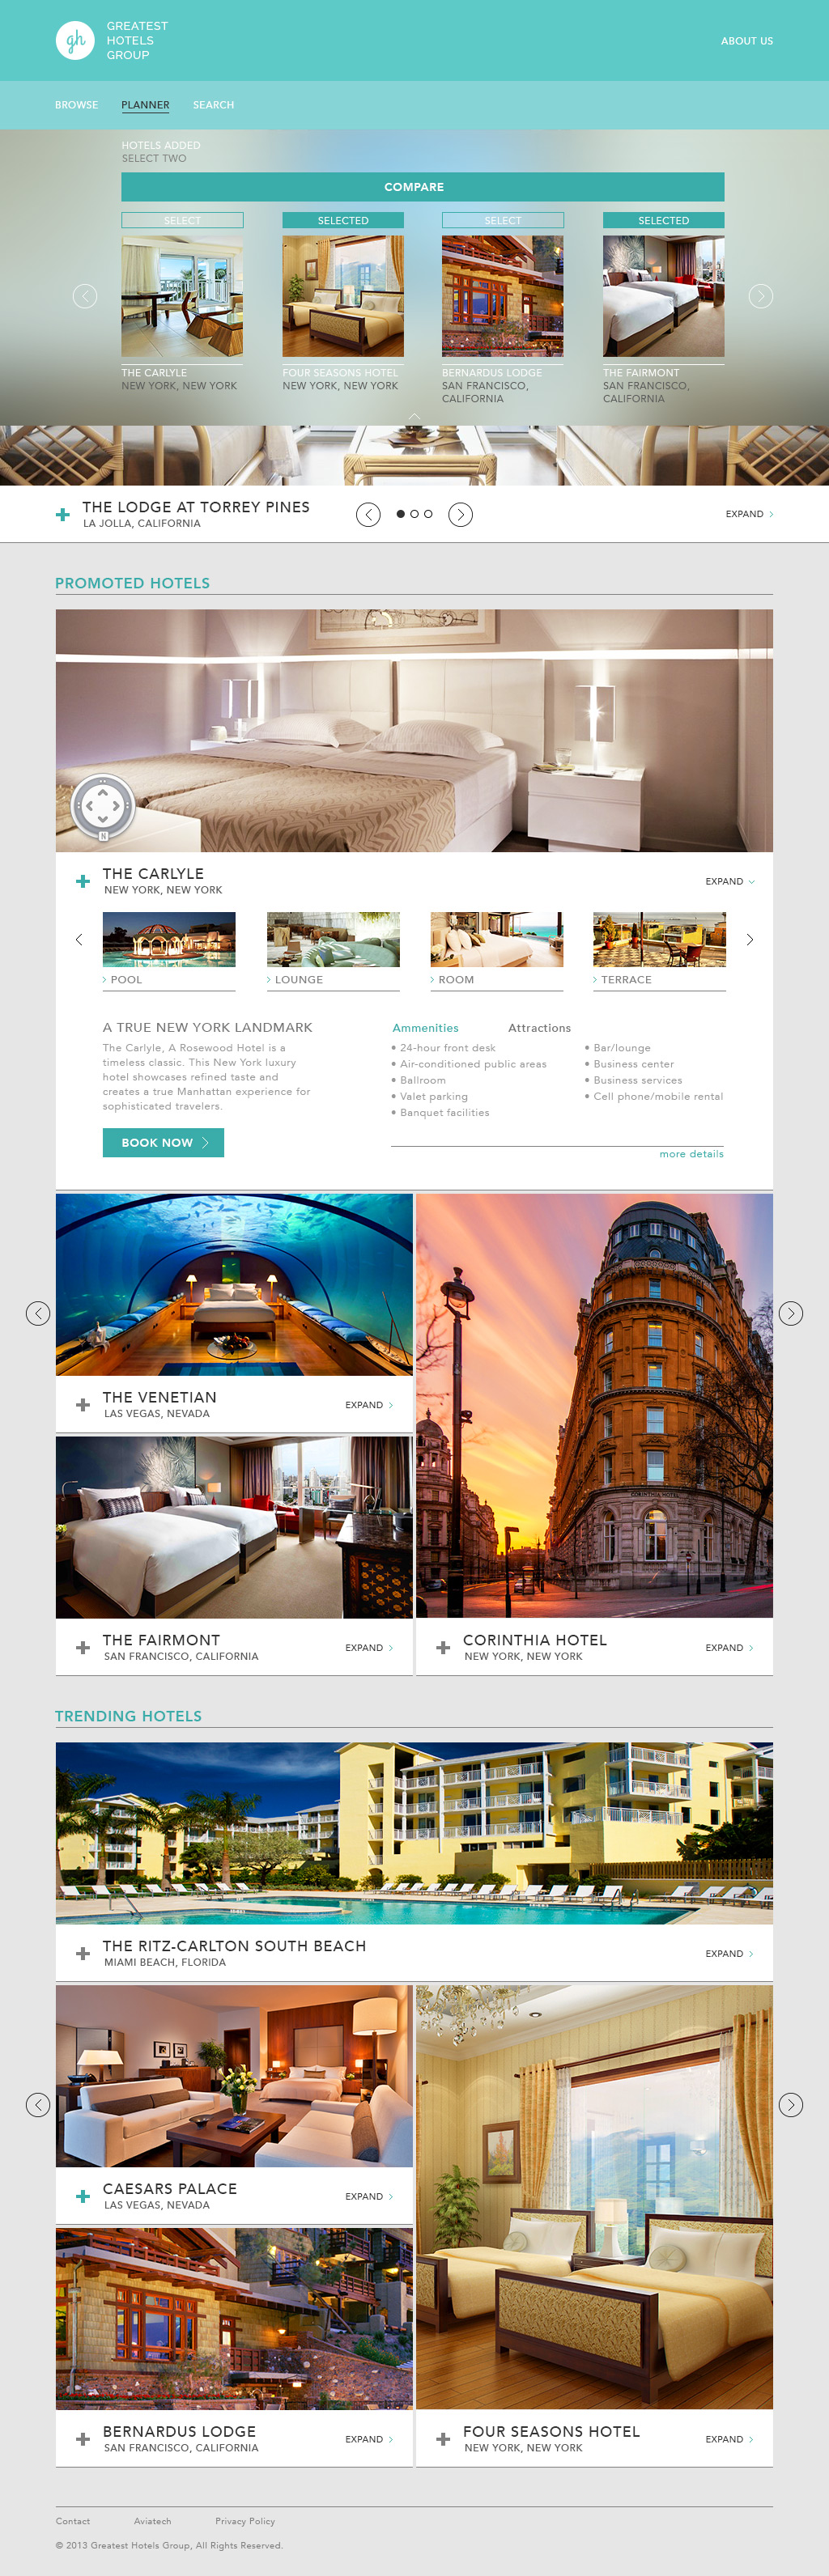 gh
GREATEST
HOTELS
GROUP
ABOUT US
BROWSE
PLANNER
SEARCH
HOTELS ADDED
SELECT TWO
COMPARE
SELECT
SELECTED
SELECT
SELECTED
THE CARLYLE
NEW YORK, NEW YORK
FOUR SEASONS HOTEL
NEW YORK, NEW YORK
BERNARDUS LODGE
SAN FRANCISCO,
CALIFORNIA
THE FAIRMONT
SAN FRANCISCO,
CALIFORNIA
THE LODGE AT TORREY PINES
LA JOLLA, CALIFORNIA
EXPAND
PROMOTED HOTELS
N
THE CARLYLE
NEW YORK, NEW YORK
EXPAND
POOL
LOUNGE
ROOM
TERRACE
A TRUE NEW YORK LANDMARK
The Carlyle, A Rosewood Hotel is a
timeless classic. This New York luxury
hotel showcases refined taste and
creates a true Manhattan experience for
sophisticated travelers.
BOOK NOW
Ammenities
Attractions
• 24-hour front desk
• Air-conditioned public areas
• Ballroom
• Valet parking
• Banquet facilities
• Bar/lounge
• Business center
• Business services
• Cell phone/mobile rental
more details
THE VENETIAN
LAS VEGAS, NEVADA
EXPAND
THE FAIRMONT
SAN FRANCISCO, CALIFORNIA
EXPAND
CORINTHIA HOTEL
CORINTHIA HOTEL
NEW YORK, NEW YORK
EXPAND
TRENDING HOTELS
THE RITZ-CARLTON SOUTH BEACH
MIAMI BEACH, FLORIDA
EXPAND
CAESARS PALACE
LAS VEGAS, NEVADA
EXPAND
BERNARDUS LODGE
SAN FRANCISCO, CALIFORNIA
EXPAND
FOUR SEASONS HOTEL
NEW YORK, NEW YORK
EXPAND
Contact
Aviatech
Privacy Policy
© 2013 Greatest Hotels Group, All Rights Reserved.